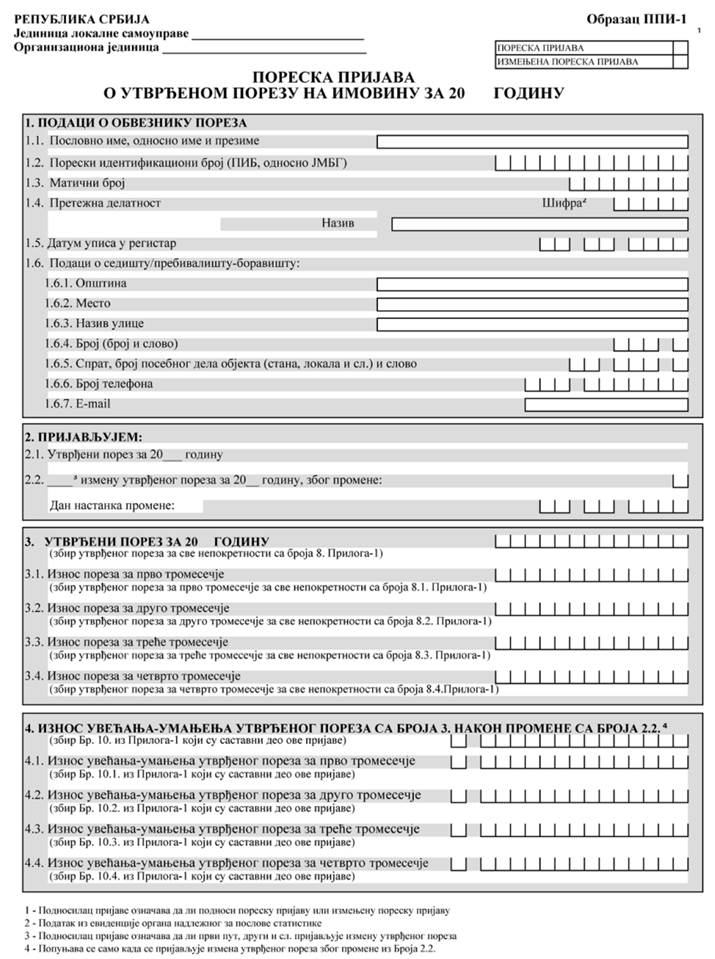 РЕПУБЛИКА СРБИЈА
Образац ППИ-1
Јединица локалне самоуправе ____________________________
1
Организациона јединица _________________________________
ПОРЕСКА ПРИЈАВА
ИЗМЕЊЕНА ПОРЕСКА ПРИЈАВА
ПОРЕСКА ПРИЈАВА
О УТВРЂЕНОМ ПОРЕЗУ НА ИМОВИНУ ЗА 20 ГОДИНУ
1. ПОДАЦИ О ОБВЕЗНИКУ ПОРЕЗА
1.1. Пословно име, односно име и презиме
1.2. Порески идентификациони број (ПИБ, односно ЈМБГ)
1.3. Матични број
1.4. Претежна делатност Шифра²
Назив
1.5. Датум уписа у регистар
1.6. Подаци о седишту/пребивалишту-боравишту:
1.6.1. Општина
1.6.2. Место
1.6.3. Назив улице
1.6.4. Број (број и слово)
1.6.5. Спрат, број посебног дела објекта (стана, локала и сл.) и слово
1.6.6. Број телефона
1.6.7. E-mail
2. ПРИЈАВЉУЈЕМ:
2.1. Утврђени порез за 20___ годину
2.2. ____³ измену утврђеног пореза за 20__ годину, због промене:
Дан настанка промене:
3. УТВРЂЕНИ ПОРЕЗ ЗА 20 ГОДИНУ
(збир утврђеног пореза за све непокретности са броја 8. Прилога-1)
3.1. Износ пореза за прво тромесечје
(збир утврђеног пореза за прво тромесечје за све непокретности са броја 8.1. Прилога-1)
3.2. Износ пореза за друго тромесечје
(збир утврђеног пореза за друго тромесечје за све непокретности са броја 8.2. Прилога-1)
3.3. Износ пореза за треће тромесечје
(збир утврђеног пореза за треће тромесечје за све непокретности са броја 8.3. Прилога-1)
3.4. Износ пореза за четврто тромесечје
(збир утврђеног пореза за четврто тромесечје за све непокретности са броја 8.4.Прилога-1)
4. ИЗНОС УВЕЋАЊА-УМАЊЕЊА УТВРЂЕНОГ ПОРЕЗА СА БРОЈА 3. НАКОН ПРОМЕНЕ СА БРОЈА 2.2. ⁴
(збир Бр. 10. из Прилога-1 који су саставни део ове пријаве)
4.1. Износ увећања-умањења утврђеног пореза за прво тромесечје
(збир Бр. 10.1. из Прилога-1 који су саставни део ове пријаве)
4.2. Износ увећања-умањења утврђеног пореза за друго тромесечје
(збир Бр. 10.2. из Прилога-1 који су саставни део ове пријаве)
4.3. Износ увећања-умањења утврђеног пореза за треће тромесечје
(збир Бр. 10.3. из Прилога-1 који су саставни део ове пријаве)
4.4. Износ увећања-умањења утврђеног пореза за четврто тромесечје
(збир Бр. 10.4. из Прилога-1 који су саставни део ове пријаве)
1 - Подносилац пријаве означава да ли подноси пореску пријаву или измењену пореску пријаву
2 - Податак из евиденције органа надлежног за послове статистике
3 - Подносилац пријаве означава да ли први пут, други и сл. пријављује измену утврђеног пореза
4 - Попуњава се само када се пријављује измена утврђеног пореза због промене из Броја 2.2.